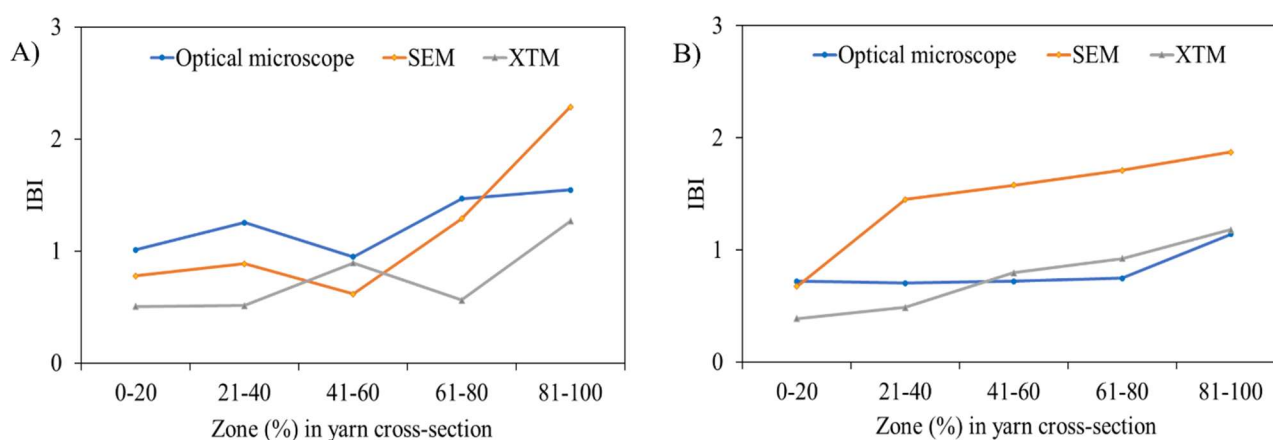 A)
Optical microscope SEM XTM
3
2
1
0
IBI
0-20 21-40 41-60 61-80 81-100
Zone (%) in yarn cross-section
B)
Optical microscope SEM XTM
3
2
1
0
IBI
0-20 21-40 41-60 61-80 81-100
Zone (%) in yarn cross-section